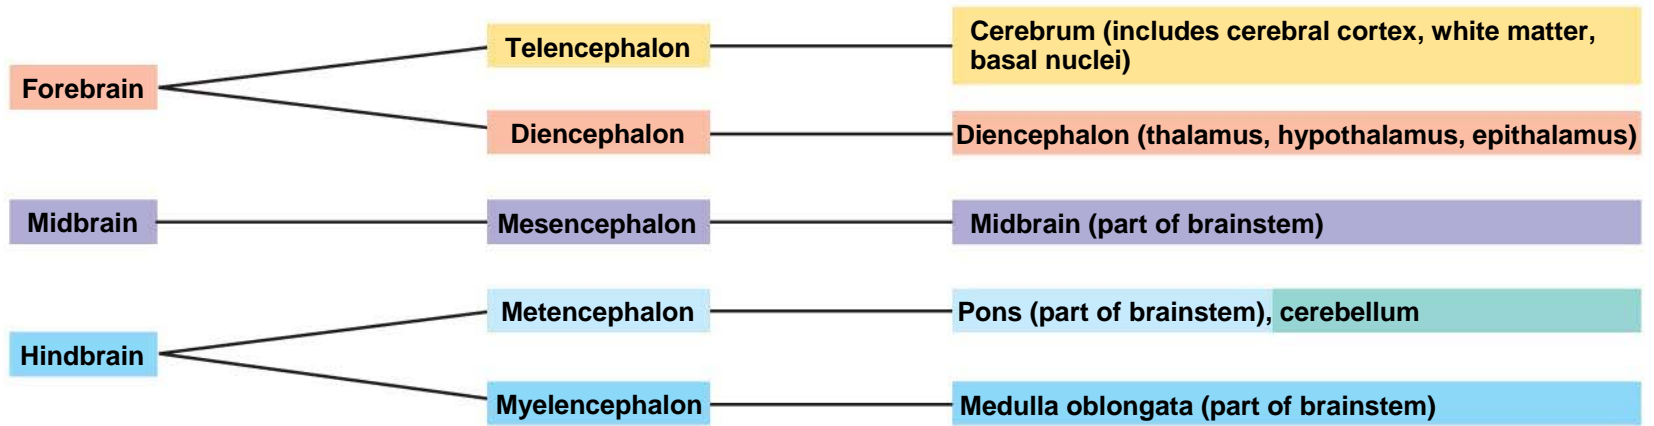 Forebrain
Telencephalon
Cerebrum (includes cerebral cortex, white matter,
basal nuclei)
Diencephalon
Diencephalon (thalamus, hypothalamus, epithalamus)
Midbrain
Mesencephalon
Midbrain (part of brainstem)
Hindbrain
Metencephalon
Pons (part of brainstem), cerebellum
Myelencephalon
Medulla oblongata (part of brainstem)